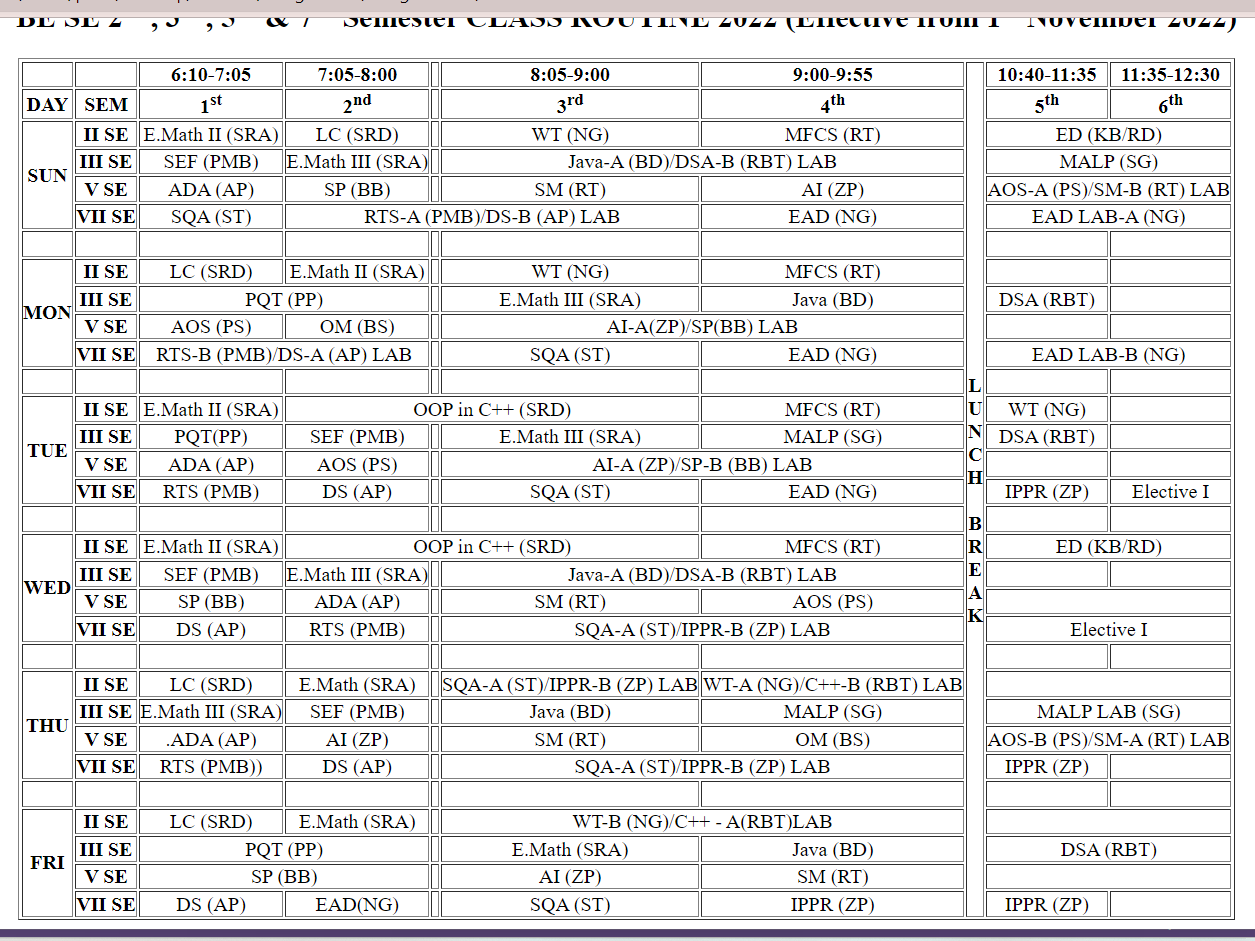 BE SE 2 , 3 , 5 & 7 Semester CLASS ROUTINE 2022 (Effective from 1 November 2022)
6:10-7:05 7:05-8:00 8:05-9:00 9:00-9:55 10:40-11:35 11:35-12:30
DAY SEM 1st 2nd 3rd 4th 5th 6th
SUN
II SE E.Math II (SRA) LC (SRD) WT (NG) MFCS (RT) ED (KB/RD)
III SE SEF (PMB) E.Math III (SRA) Java-A (BD)/DSA-B (RBT) LAB MALP (SG)
V SE ADA (AP) SP (BB) SM (RT) AI (ZP) AOS-A (PS)/SM-B (RT) LAB
VII SE SQA (ST) RTS-A (PMB)/DS-B (AP) LAB EAD (NG) EAD LAB-A (NG)
MON
II SE LC (SRD) E.Math II (SRA) WT (NG) MFCS (RT)
III SE PQT (PP) E.Math III (SRA) Java (BD) DSA (RBT)
V SE AOS (PS) OM (BS) AI-A(ZP)/SP(BB) LAB
VII SE RTS-B (PMB)/DS-A (AP) LAB SQA (ST) EAD (NG) EAD LAB-B (NG)
LUNCH BREAK
TUE
II SE E.Math II (SRA) OOP in C++ (SRD) MFCS (RT) WT (NG)
III SE PQT(PP) SEF (PMB) E.Math III (SRA) MALP (SG) DSA (RBT)
V SE ADA (AP) AOS (PS) AI-A (ZP)/SP-B (BB) LAB
VII SE RTS (PMB) DS (AP) SQA (ST) EAD (NG) IPPR (ZP) Elective I
WED
II SE E.Math II (SRA) OOP in C++ (SRD) MFCS (RT) ED (KB/RD)
III SE SEF (PMB) E.Math III (SRA) Java-A (BD)/DSA-B (RBT) LAB
V SE SP (BB) ADA (AP) SM (RT) AOS (PS)
VII SE DS (AP) RTS (PMB) SQA-A (ST)/IPPR-B (ZP) LAB Elective I
THU
II SE LC (SRD) E.Math (SRA) SQA-A (ST)/IPPR-B (ZP) LAB WT-A (NG)/C++-B (RBT) LAB
III SE E.Math III (SRA) SEF (PMB) Java (BD) MALP (SG) MALP LAB (SG)
V SE .ADA (AP) AI (ZP) SM (RT) OM (BS) AOS-B (PS)/SM-A (RT) LAB
VII SE RTS (PMB)) DS (AP) SQA-A (ST)/IPPR-B (ZP) LAB IPPR (ZP)
FRI
II SE LC (SRD) E.Math (SRA) WT-B (NG)/C++ - A(RBT)LAB
III SE PQT (PP) E.Math (SRA) Java (BD) DSA (RBT)
V SE SP (BB) AI (ZP) SM (RT)
VII SE DS (AP) EAD(NG) SQA (ST) IPPR (ZP) IPPR (ZP)